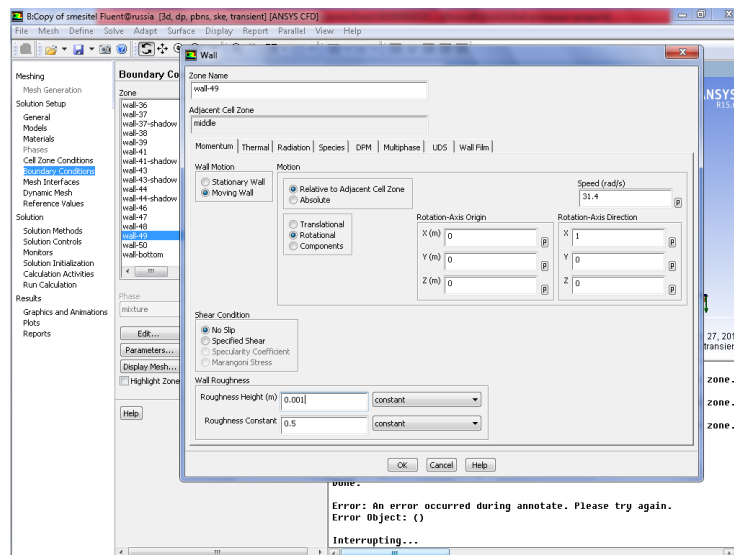 B:Copy of smesitel Fluent@russia [3d, dp, pbns, ske, transient] [ANSYS CFD]
File Mesh Define Solve Adapt Surface Display Report Parallel View Help
Meshing
Mesh Generation
Solution Setup
General
Models
Materials
Phases
Cell Zone Conditions
Boundary Conditions
Mesh Interfaces
Dynamic Mesh
Reference Values
Solution
Solution Methods
Solution Controls
Monitors
Solution Initialization
Calculation Activities
Run Calculation
Results
Graphics and Animations
Plots
Reports
Boundary Co
Zone
wall-36
wall-37
wall-37-shadow
wall-38
wall-39
wall-41
wall-41-shadow
wall-43
wall-43-shadow
wall-44
wall-44-shadow
wall-46
wall-47
wall-48
wall-49
wall-50
wall-bottom
Phase
mixture
Edit...
Parameters...
Display Mesh...
Highlight Zone
Help
Wall
Zone Name
wall-49
Adjacent Cell Zone
middle
Momentum Thermal Radiation Species DPM Multiphase UDS Wall Film
Wall Motion
Stationary Wall
Moving Wall
Motion
Relative to Adjacent Cell Zone
Absolute
Translational
Rotational
Components
Speed (rad/s)
31.4
P
Rotation-Axis Origin
X (m) 0 P
Y (m) 0 P
Z (m) 0 P
Rotation-Axis Direction
X 1 P
Y 0 P
Z 0 P
Shear Condition
No Slip
Specified Shear
Specularity Coefficient
Marangoni Stress
Wall Roughness
Roughness Height (m) 0.001 constant
Roughness Constant 0.5 constant
OK Cancel Help
NSYS
R15.
27, 201
transien
zone.
zone.
zone.
Done.
Error: An error occurred during annotate. Please try again.
Error Object: ()
Interrupting...